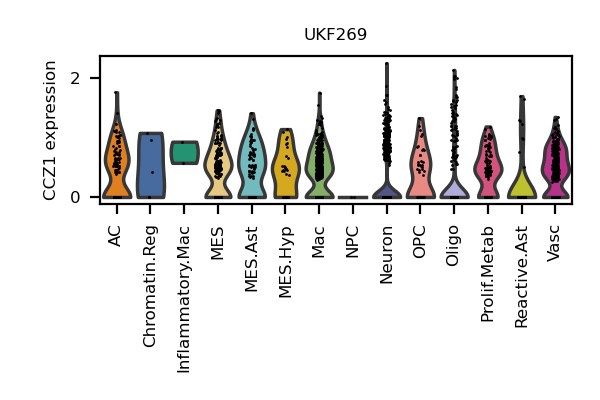 UKF269
CCZ1 expression
2
0
AC
Chromatin.Reg
Inflammatory.Mac
MES
MES.Ast
MES.Hyp
Mac
NPC
Neuron
OPC
Oligo
Prolif.Metab
Reactive.Ast
Vasc